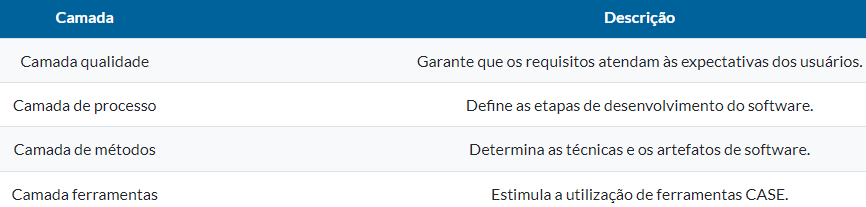 Camada Descrição
Camada qualidade Garante que os requisitos atendam às expectativas dos usuários.
Camada de processo Define as etapas de desenvolvimento do software.
Camada de métodos Determina as técnicas e os artefatos de software.
Camada ferramentas Estimula a utilização de ferramentas CASE.